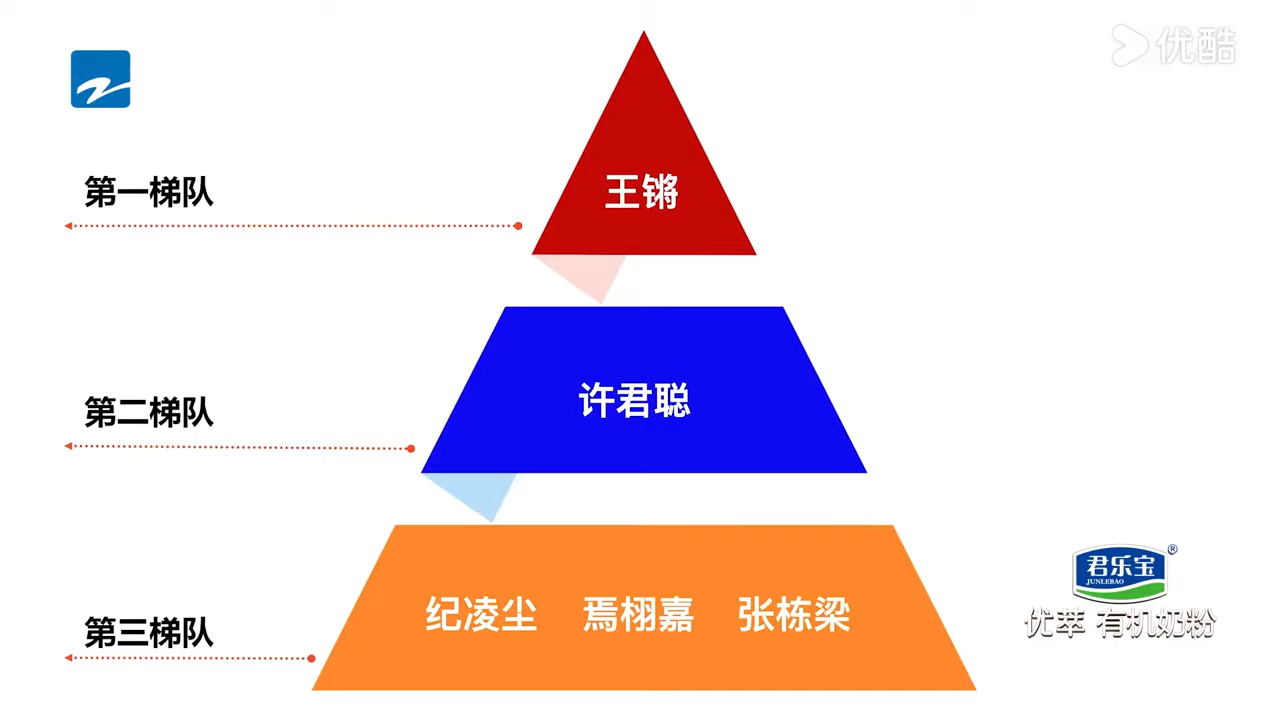 优酷
第一梯队
王锵
第二梯队
许君聪
第三梯队
纪凌尘 焉栩嘉 张栋梁
君乐宝®
JUNLEBAO
优萃 有机奶粉